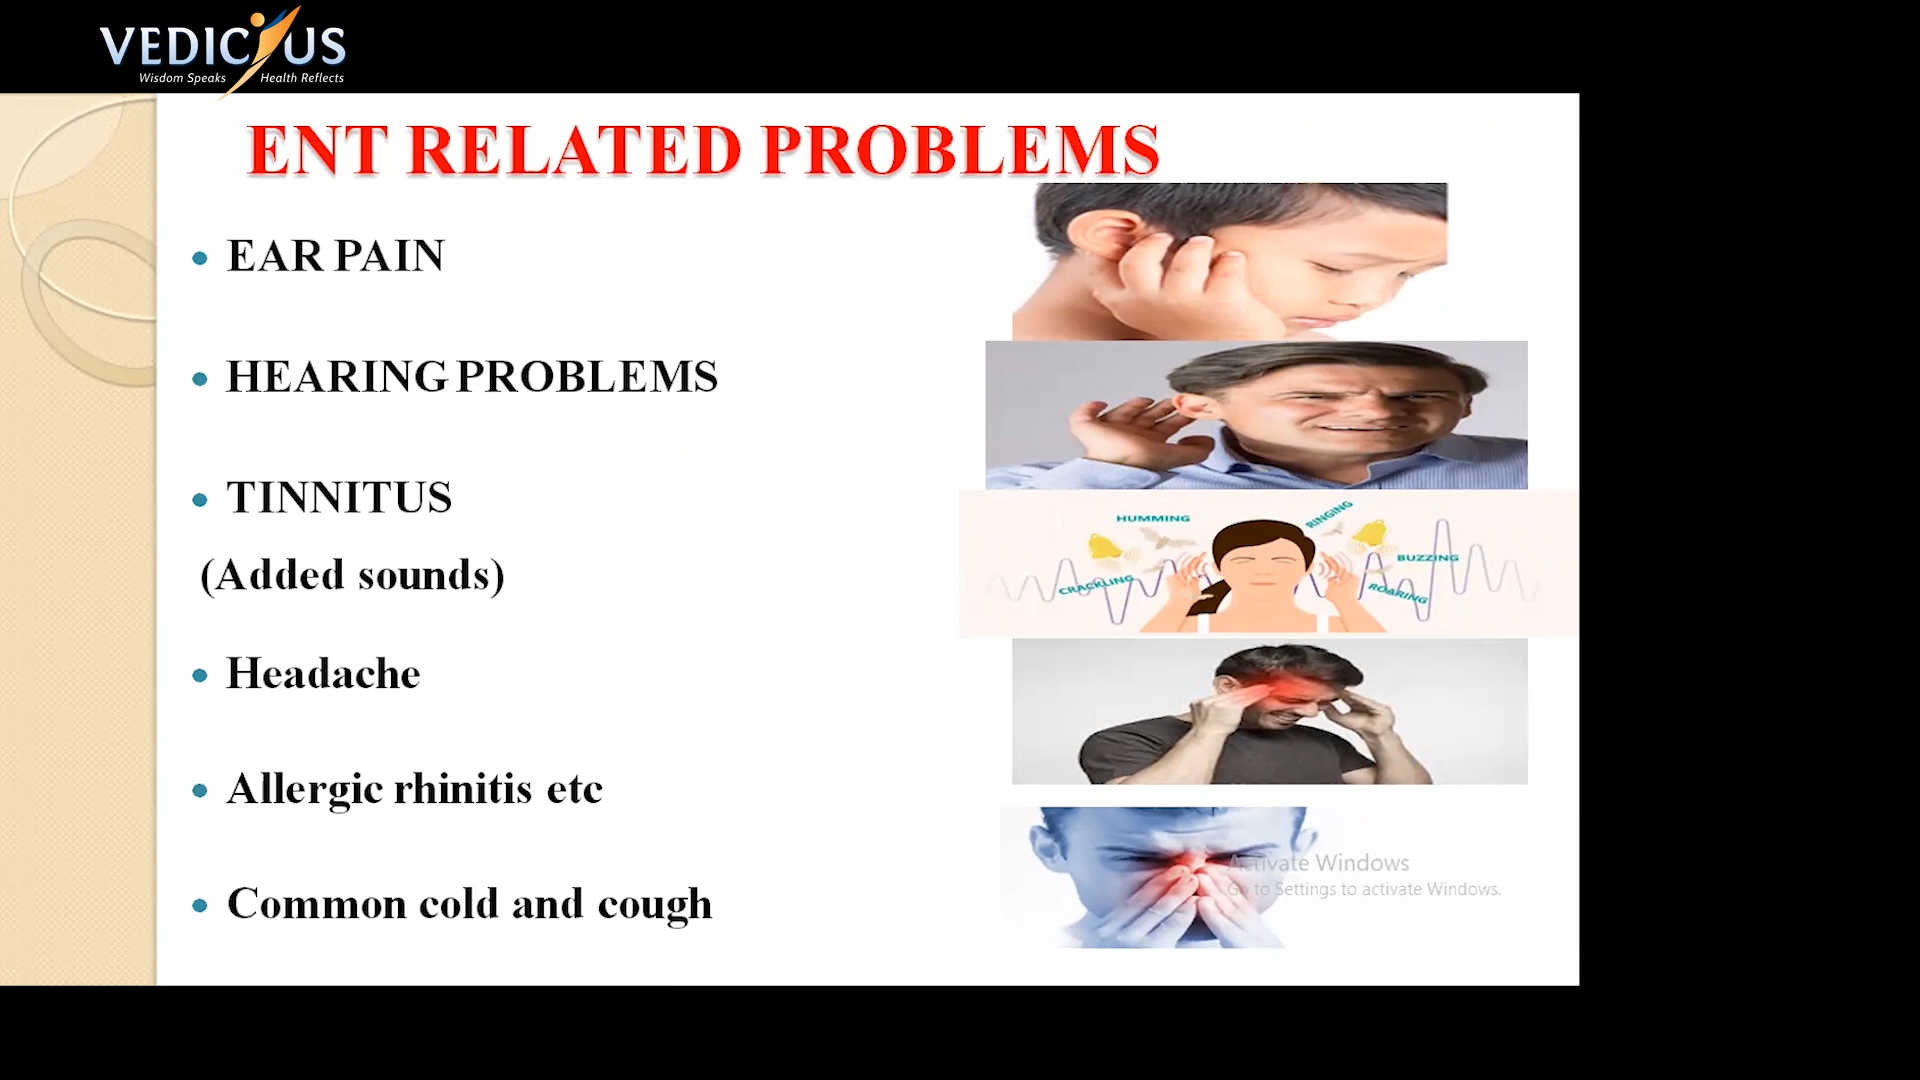 VEDICUS
Wisdom Speaks Health Reflects
ENT RELATED PROBLEMS
EAR PAIN
HEARING PROBLEMS
TINNITUS
(Added sounds)
HUMMING
RINGING
BUZZING
CRACKLING
ROARING
Headache
Allergic rhinitis etc
Common cold and cough
Activate Windows
Go to Settings to activate Windows.